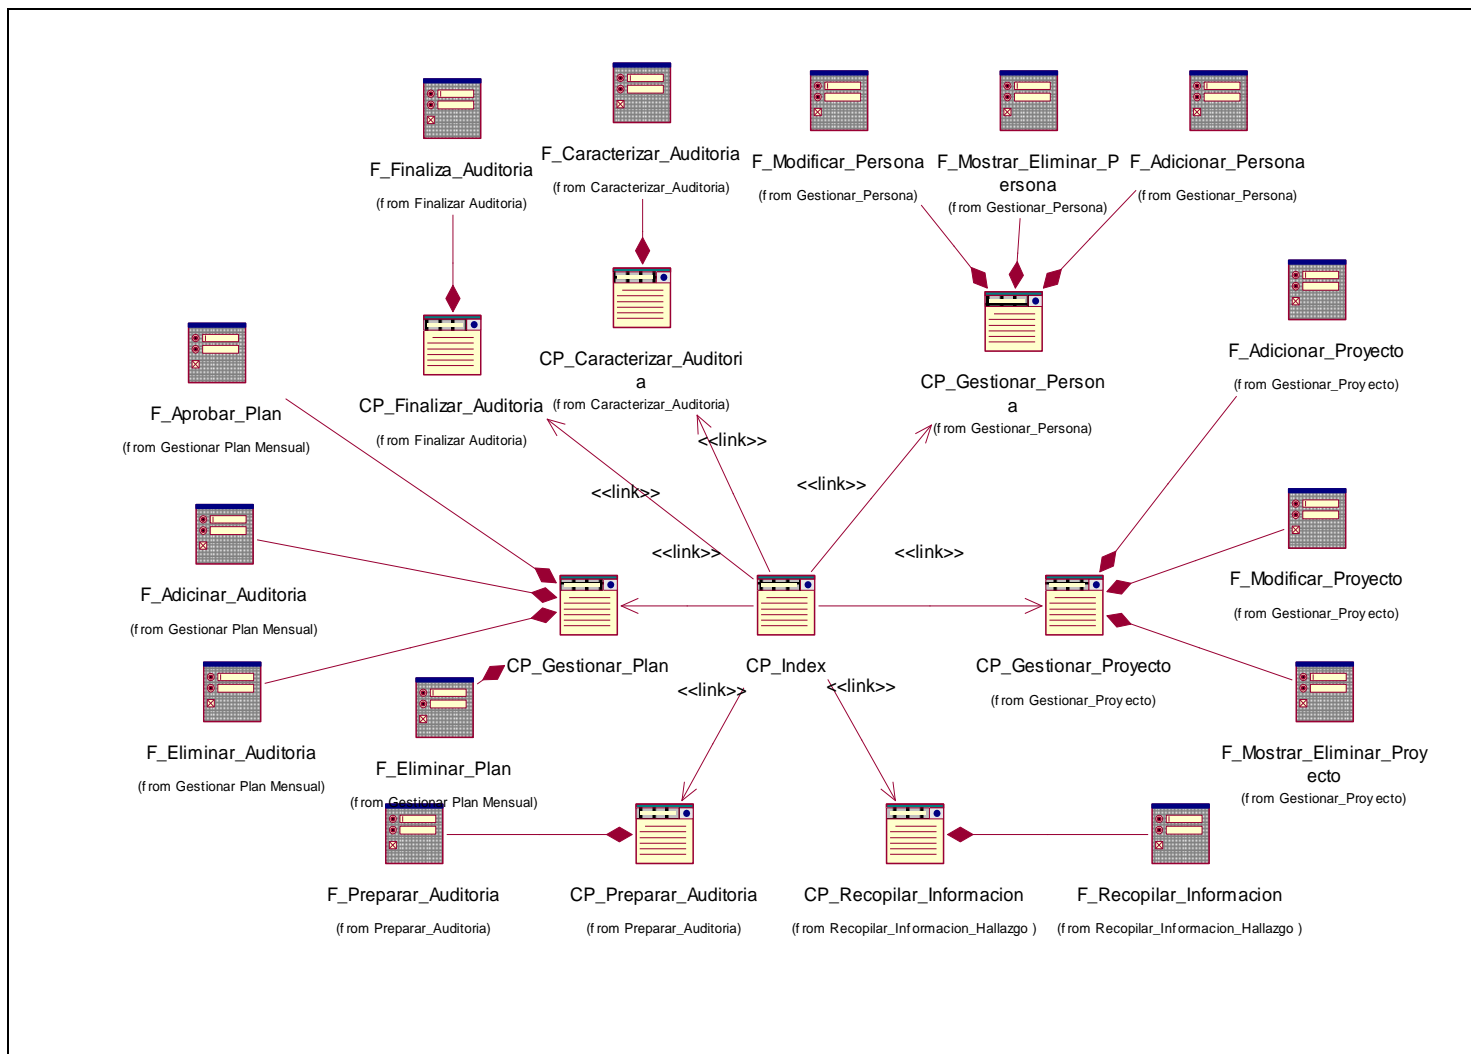 F_Finaliza_Auditoria
(from Finalizar Auditoria)
F_Caracterizar_Auditoria
(from Caracterizar_Auditoria)
F_Modificar_Persona
(from Gestionar_Persona)
F_Mostrar_Eliminar_P
ersona
(from Gestionar_Persona)
F_Adicionar_Persona
(from Gestionar_Persona)
F_Aprobar_Plan
(from Gestionar Plan Mensual)
CP_Finalizar_Auditoria
(from Finalizar Auditoria)
CP_Caracterizar_Auditori
a
(from Caracterizar_Auditoria)
CP_Gestionar_Person
a
(from Gestionar_Persona)
F_Adicionar_Proyecto
(from Gestionar_Proyecto)
<<link>>
<<link>>
<<link>>
<<link>>
<<link>>
F_Adicinar_Auditoria
(from Gestionar Plan Mensual)
F_Modificar_Proyecto
(from Gestionar_Proyecto)
CP_Gestionar_Plan
CP_Index
CP_Gestionar_Proyecto
(from Gestionar_Proyecto)
<<link>>
<<link>>
F_Eliminar_Auditoria
(from Gestionar Plan Mensual)
F_Eliminar_Plan
(from Gestionar Plan Mensual)
F_Mostrar_Eliminar_Proy
ecto
(from Gestionar_Proyecto)
F_Preparar_Auditoria
(from Preparar_Auditoria)
CP_Preparar_Auditoria
(from Preparar_Auditoria)
CP_Recopilar_Informacion
(from Recopilar_Informacion_Hallazgo )
F_Recopilar_Informacion
(from Recopilar_Informacion_Hallazgo )